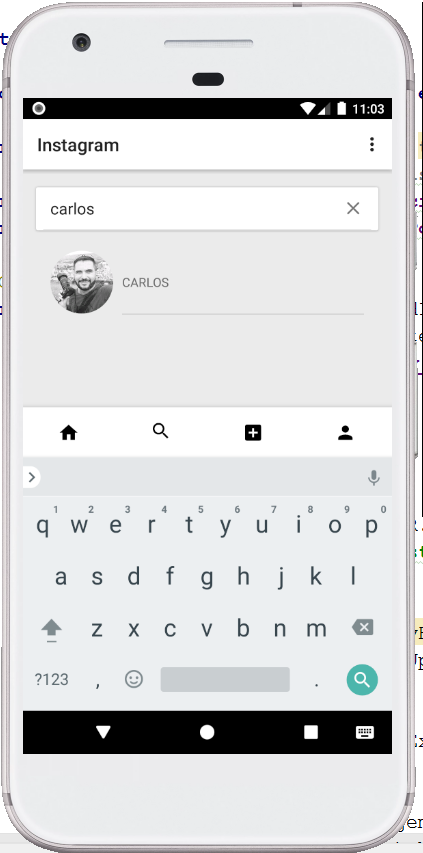 11:03
Instagram
carlos
CARLOS
1 2 3 4 5 6 7 8 9 0
q w e r t y u i o p
a s d f g h j k l
z x c v b n m
?123 , .